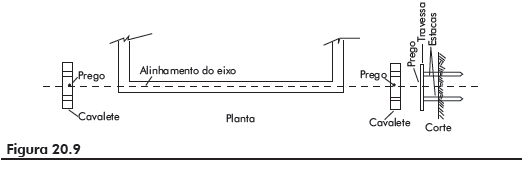 Prego
Cavalete
Alinhamento do eixo
Planta
Prego
Cavalete
Prego
Travessa
Estacas
Corte
Figura 20.9